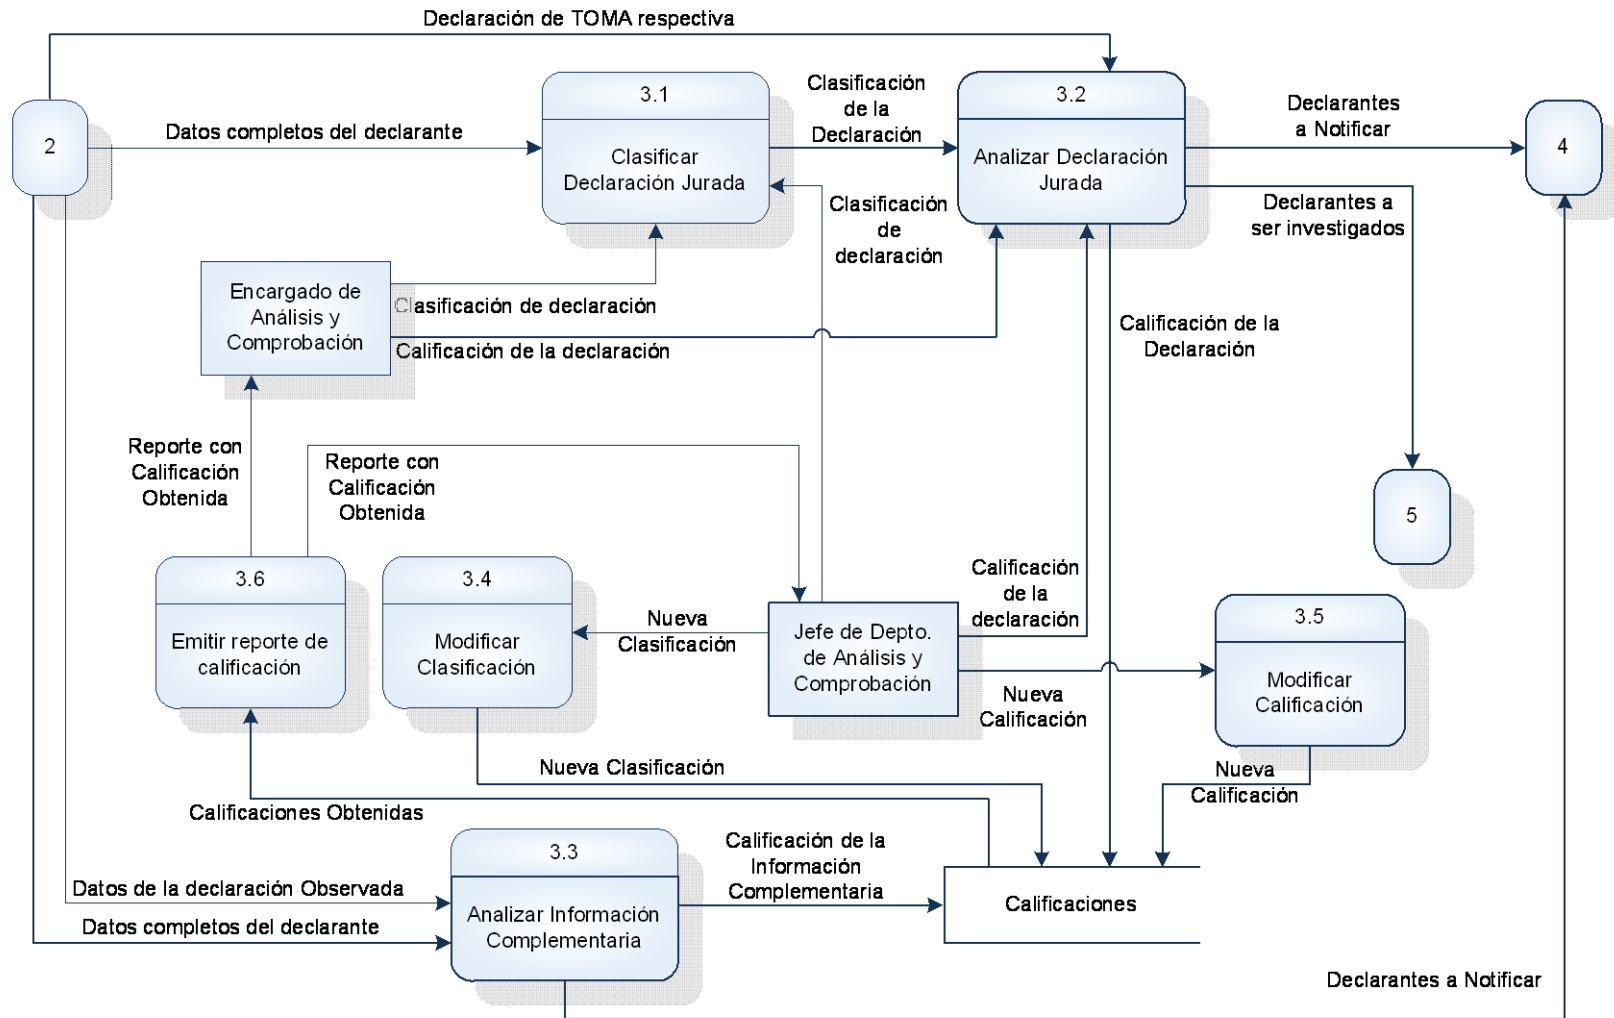 Declaración de TOMA respectiva
2
Datos completos del declarante
3.1
Clasificar
Declaración Jurada
Clasificación
de la
Declaración
3.2
Analizar Declaración
Jurada
Declarantes
a Notificar
4
Declarantes a
ser investigados
Clasificación
de
declaración
Encargado de
Análisis y
Comprobación
Clasificación de declaración
Calificación de la declaración
Calificación de la
Declaración
Reporte con
Calificación
Obtenida
Reporte con
Calificación
Obtenida
5
3.6
Emitir reporte de
calificación
3.4
Modificar
Clasificación
Nueva
Clasificación
Jefe de Depto.
de Análisis y
Comprobación
Calificación
de la
declaración
Nueva
Calificación
3.5
Modificar
Calificación
Nueva Clasificación
Nueva
Calificación
Calificaciones Obtenidas
3.3
Analizar Información
Complementaria
Calificación de la
Información
Complementaria
Calificaciones
Datos de la declaración Observada
Datos completos del declarante
Declarantes a Notificar